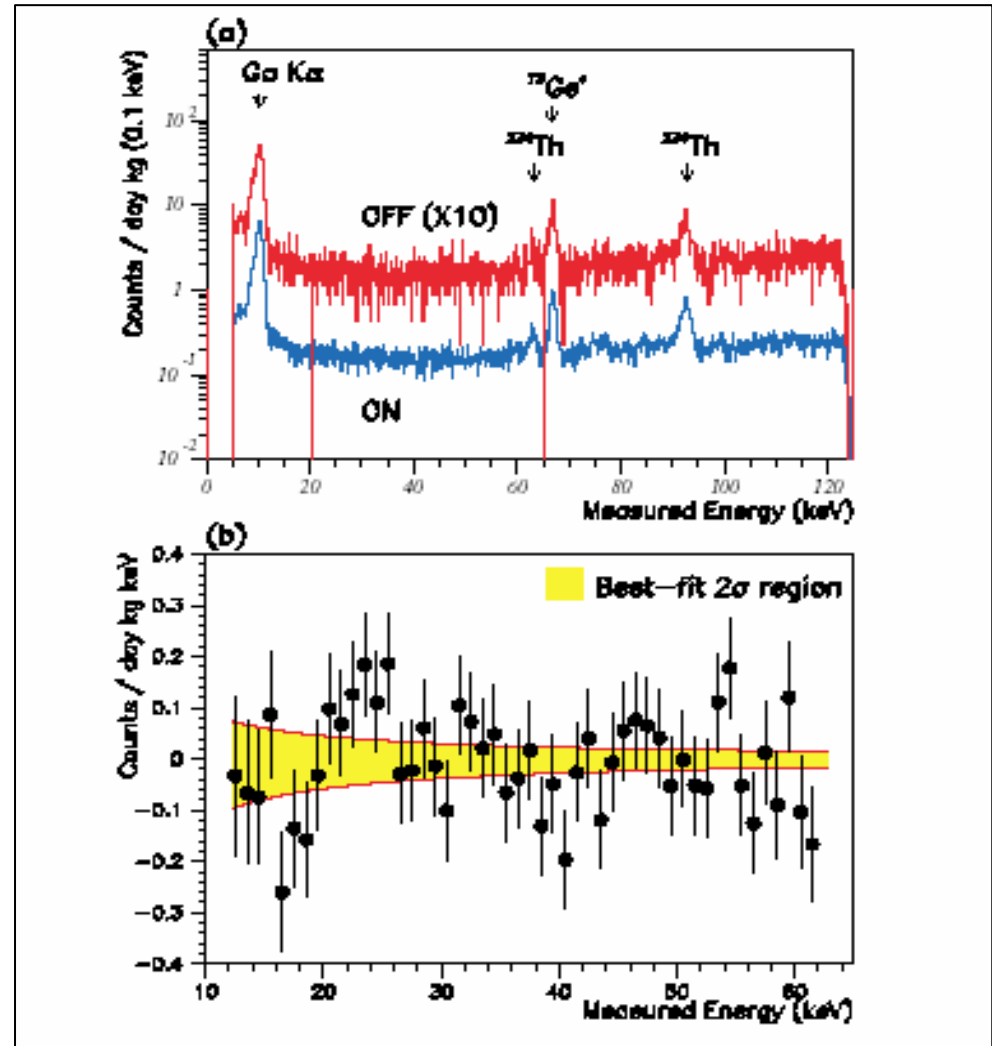 (a)
Counts / day kg (0.1 keV)
Ga Kα
Ge*
Th
Th
OFF (X10)
ON
10²
10
1
10⁻¹
10⁻²
0 20 40 60 80 100 120
Measured Energy (keV)
(b)
Counts / day kg keV
Best-fit 2σ region
0.4
0.3
0.2
0.1
0
-0.1
-0.2
-0.3
-0.4
10 20 30 40 50 60
Measured Energy (keV)